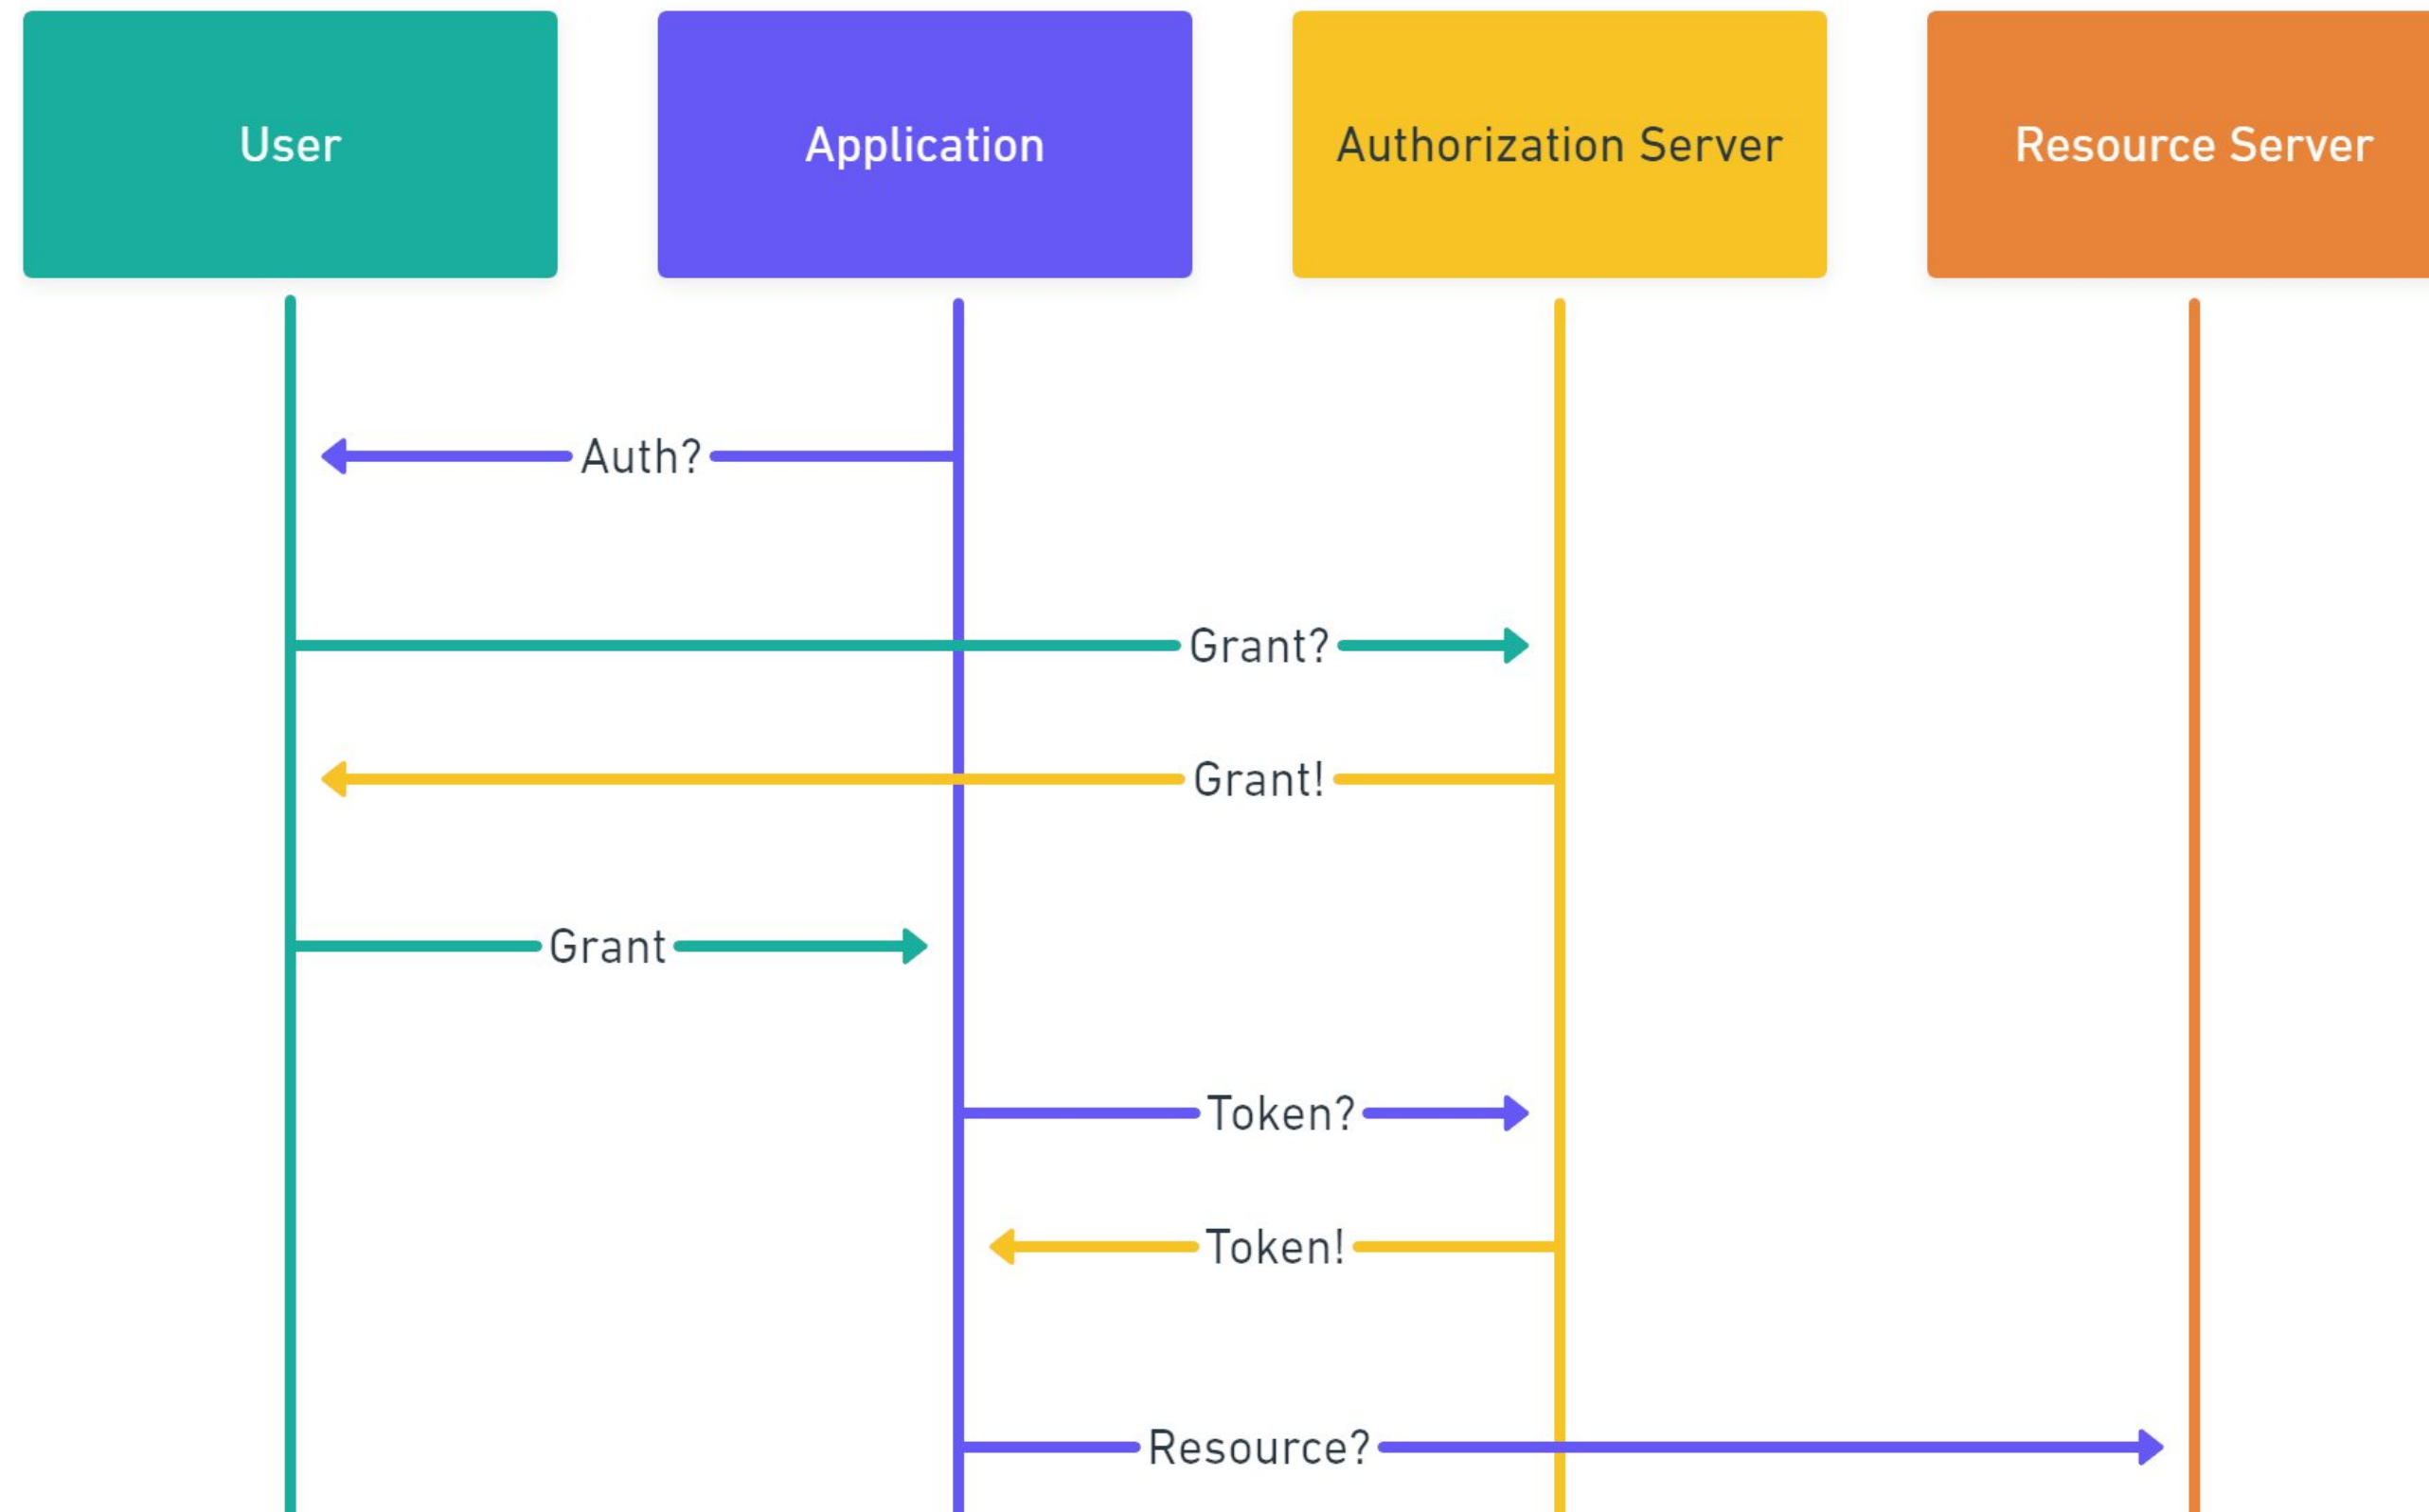 User
Application
Authorization Server
Resource Server
Auth?
Grant?
Grant!
Grant
Token?
Token!
Resource?